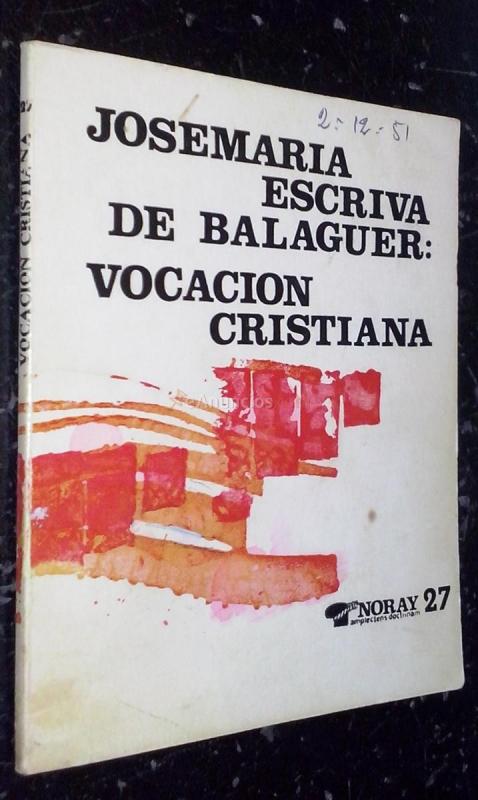 VOCACION CRISTIANA
2=12=51
JOSEMARIA
ESCRIVA
DE BALAGUER:
VOCACION
CRISTIANA
NORAY 27
amplectens doctrinam